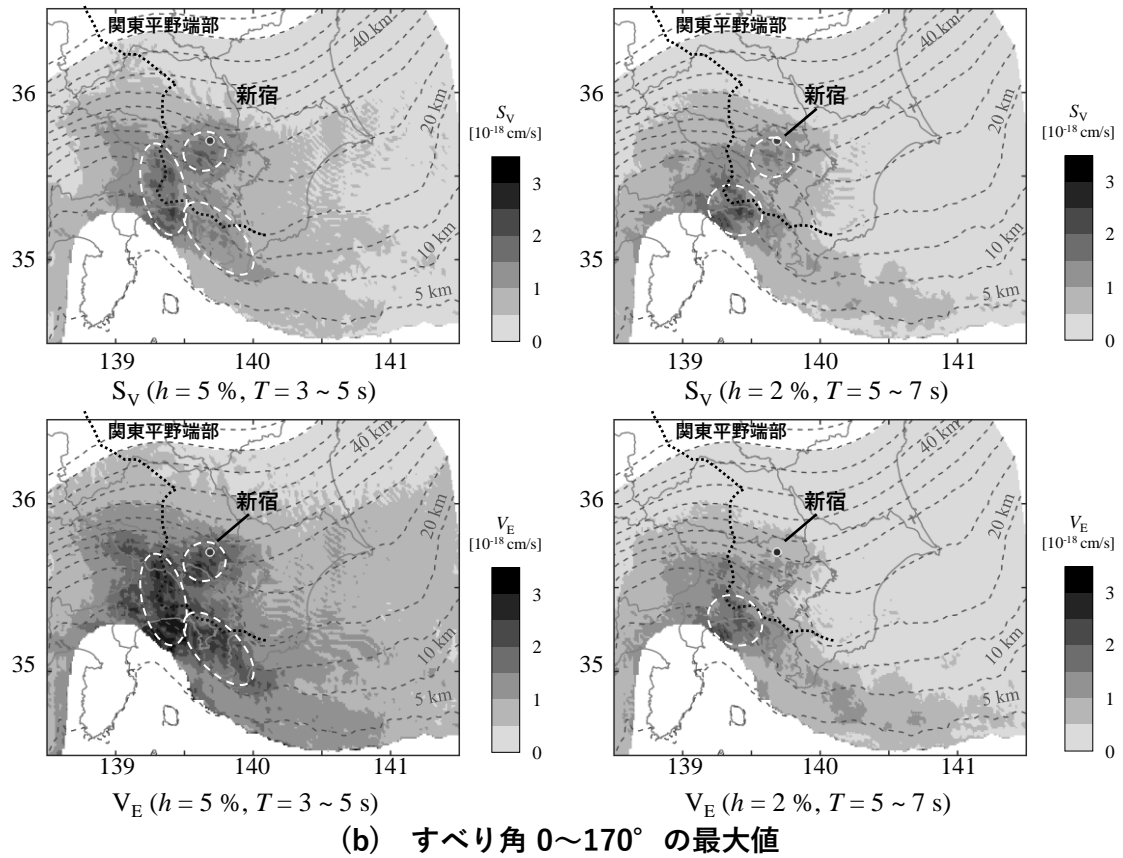 関東平野端部
40 km
新宿
36
20 km
10 km
35
5 km
139
140
141
S_V
[10^-18 cm/s]
3
2
1
0
S_V (h = 5 %, T = 3 ~ 5 s)
関東平野端部
40 km
新宿
36
20 km
10 km
35
5 km
139
140
141
S_V
[10^-18 cm/s]
3
2
1
0
S_V (h = 2 %, T = 5 ~ 7 s)
関東平野端部
40 km
新宿
36
20 km
10 km
35
5 km
139
140
141
V_E
[10^-18 cm/s]
3
2
1
0
V_E (h = 5 %, T = 3 ~ 5 s)
関東平野端部
40 km
新宿
36
20 km
10 km
35
5 km
139
140
141
V_E
[10^-18 cm/s]
3
2
1
0
V_E (h = 2 %, T = 5 ~ 7 s)
(b) すべり角 0～170° の最大値